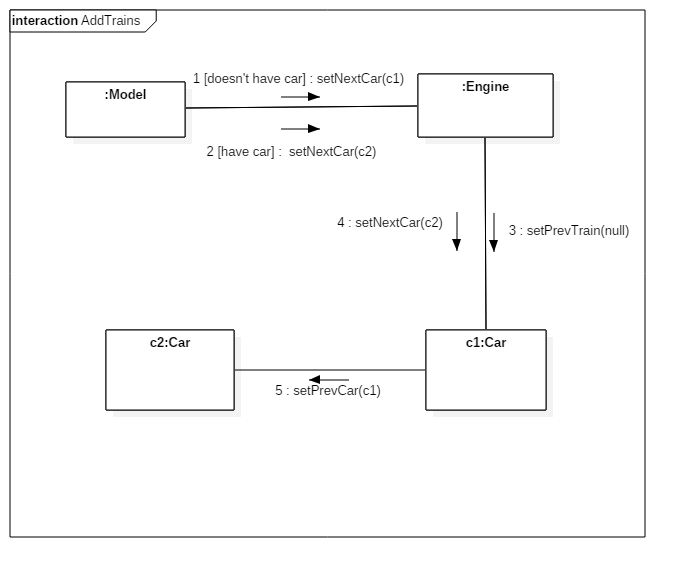 interaction AddTrains
1 [doesn't have car] : setNextCar(c1)
:Model
:Engine
2 [have car] :  setNextCar(c2)
4 : setNextCar(c2)
3 : setPrevTrain(null)
c2:Car
c1:Car
5 : setPrevCar(c1)